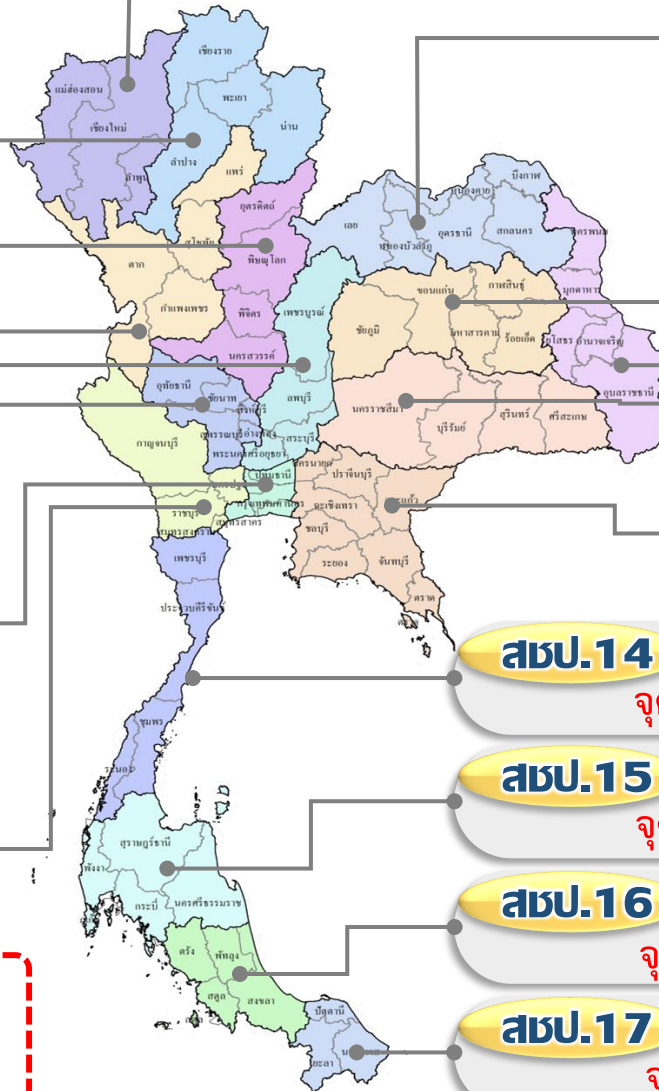 เชียงราย
แม่ฮ่องสอน
พะเยา
เชียงใหม่
น่าน
ลำปาง
แพร่
ลำพูน
บึงกาฬ
หนองคาย
อุตรดิตถ์
เลย
อุดรธานี
สกลนคร
นครพนม
หนองบัวลำภู
สุโขทัย
ตาก
พิษณุโลก
มุกดาหาร
ขอนแก่น
กาฬสินธุ์
กำแพงเพชร
พิจิตร
เพชรบูรณ์
ชัยภูมิ
มหาสารคาม
ร้อยเอ็ด
ยโสธร
อำนาจเจริญ
นครสวรรค์
อุทัยธานี
ชัยนาท
ลพบุรี
อุบลราชธานี
นครราชสีมา
บุรีรัมย์
สุรินทร์
ศรีสะเกษ
สิงห์บุรี
กาญจนบุรี
สุพรรณบุรี
อ่างทอง
สระบุรี
พระนครศรีอยุธยา
นครนายก
ปราจีนบุรี
ปทุมธานี
ราชบุรี
ฉะเชิงเทรา
สมุทรสาคร
ชลบุรี
สมุทรสงคราม
เพชรบุรี
ระยอง
จันทบุรี
ตราด
ประจวบคีรีขันธ์
สชป.14
ชุมพร
ระนอง
สชป.15
สุราษฎร์ธานี
พังงา
กระบี่
นครศรีธรรมราช
สชป.16
ตรัง
พัทลุง
สตูล
สงขลา
ปัตตานี
สชป.17
ยะลา